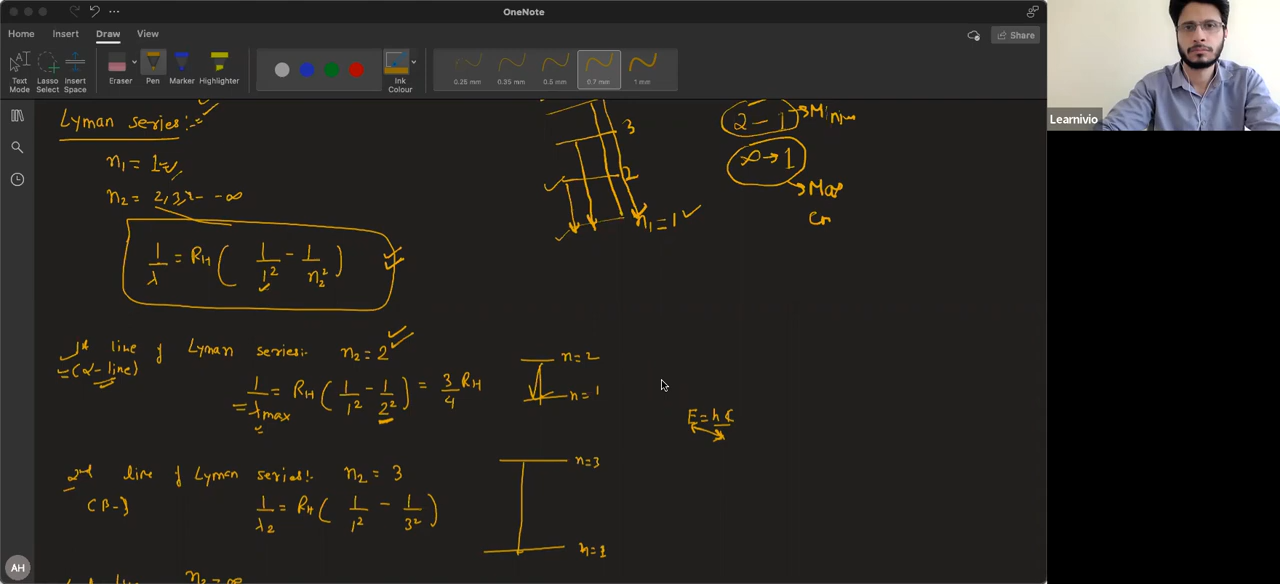 OneNote
Home Insert Draw View
Share
Text Mode
Lasso Select
Insert Space
Eraser
Pen
Marker
Highlighter
0.25 mm
0.35 mm
0.5 mm
0.7 mm
1 mm
Ink Colour
Learnivio
Lyman series:-
n₁ = 1
n₂ = 2,3, - - - ∞
1/λ = R_H ( 1/1² - 1/n₂² )
3
2
n₁ = 1
2 - 1
∞ → 1
1st line of Lyman series:- n₂ = 2
(α-line)
1/λmax = R_H ( 1/1² - 1/2² ) = 3/4 R_H
n=2
n=1
E = h c
2nd line of Lyman series:- n₂ = 3
(β-)
1/λ₂ = R_H ( 1/1² - 1/3² )
n=3
n=1
n₂ = ∞
AH